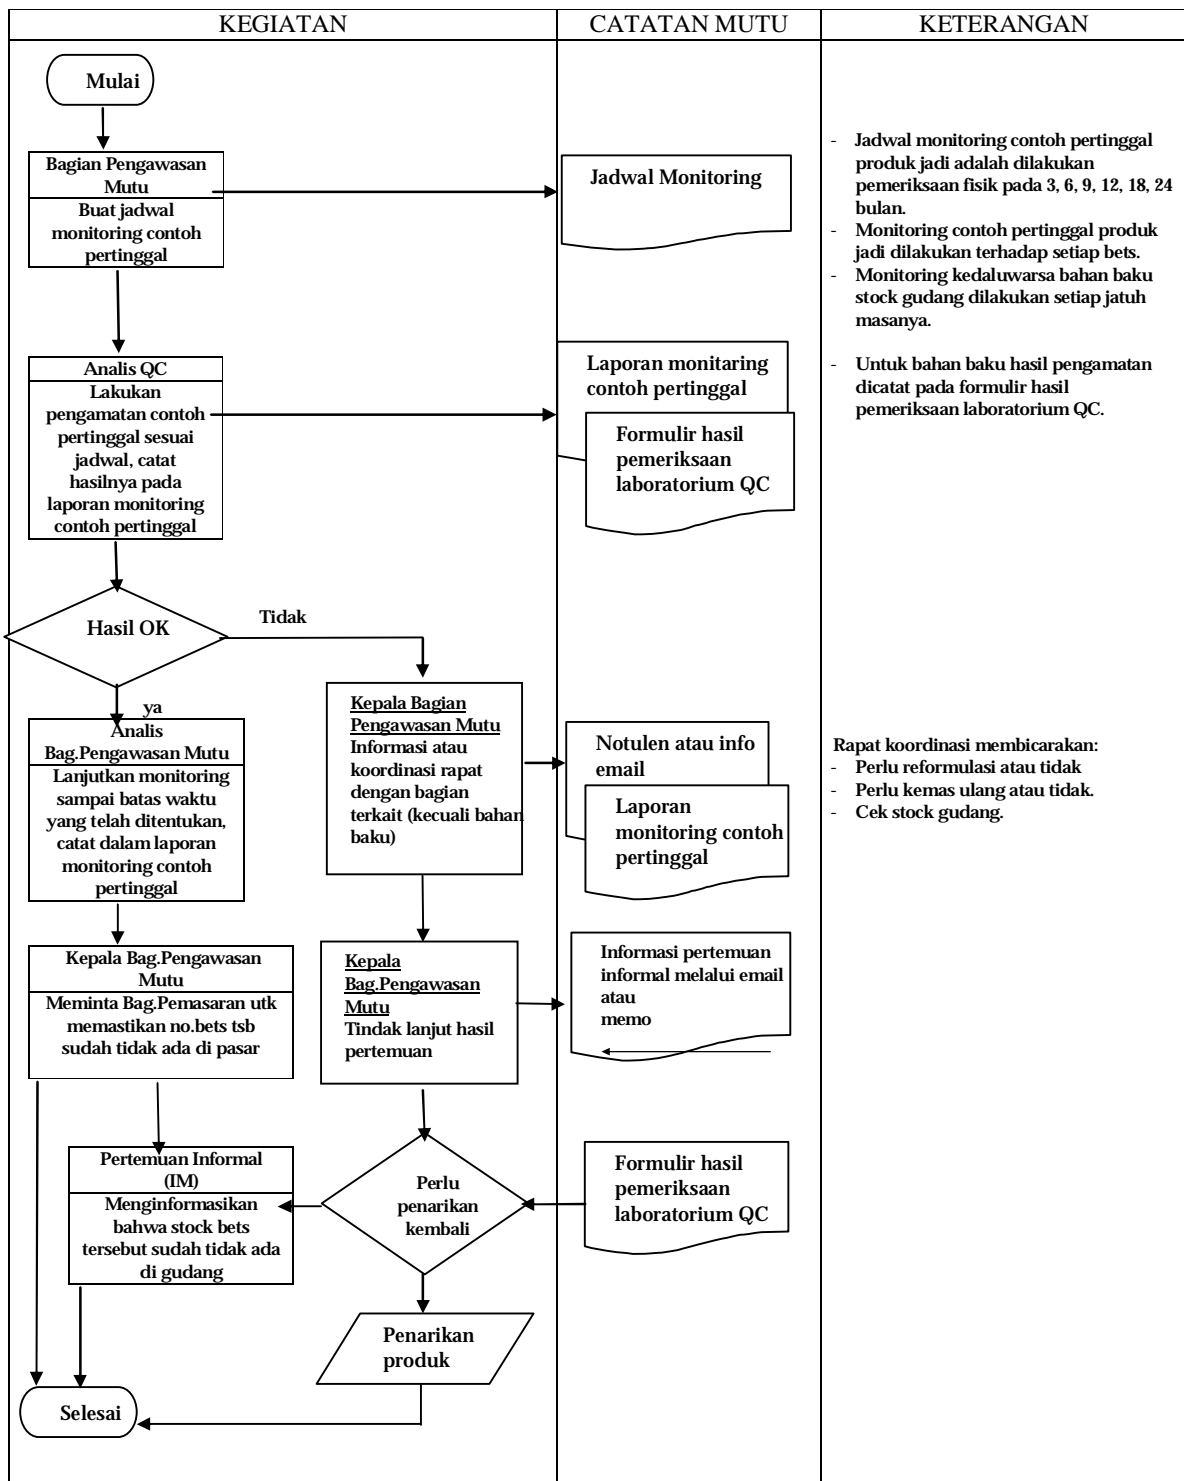 KEGIATAN
CATATAN MUTU
KETERANGAN
Mulai
Bagian Pengawasan
Mutu
Buat jadwal
monitoring contoh
pertinggal
Jadwal Monitoring
- Jadwal monitoring contoh pertinggal
produk jadi adalah dilakukan
pemeriksaan fisik pada 3, 6, 9, 12, 18, 24
bulan.
- Monitoring contoh pertinggal produk
jadi dilakukan terhadap setiap bets.
- Monitoring kedaluwarsa bahan baku
stock gudang dilakukan setiap jatuh
masanya.
Analis QC
Lakukan
pengamatan contoh
pertinggal sesuai
jadwal, catat
hasilnya pada
laporan monitoring
contoh pertinggal
Laporan monitaring
contoh pertinggal
Formulir hasil
pemeriksaan
laboratorium QC
- Untuk bahan baku hasil pengamatan
dicatat pada formulir hasil
pemeriksaan laboratorium QC.
Hasil OK
Tidak
ya
Analis
Bag.Pengawasan Mutu
Lanjutkan monitoring
sampai batas waktu
yang telah ditentukan,
catat dalam laporan
monitoring contoh
pertinggal
Kepala Bagian
Pengawasan Mutu
Informasi atau
koordinasi rapat
dengan bagian
terkait (kecuali bahan
baku)
Notulen atau info
email
Laporan
monitoring contoh
pertinggal
Rapat koordinasi membicarakan:
- Perlu reformulasi atau tidak
- Perlu kemas ulang atau tidak.
- Cek stock gudang.
Kepala Bag.Pengawasan
Mutu
Meminta Bag.Pemasaran utk
memastikan no.bets tsb
sudah tidak ada di pasar
Kepala
Bag.Pengawasan
Mutu
Tindak lanjut hasil
pertemuan
Informasi pertemuan
informal melalui email
atau
memo
Pertemuan Informal
(IM)
Menginformasikan
bahwa stock bets
tersebut sudah tidak ada
di gudang
Perlu
penarikan
kembali
Formulir hasil
pemeriksaan
laboratorium QC
Penarikan
produk
Selesai